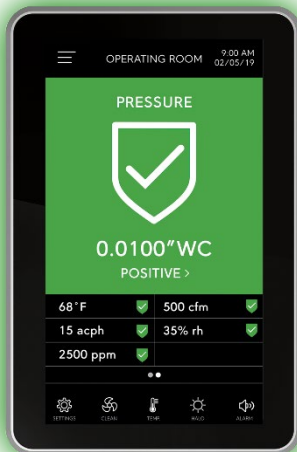 OPERATING ROOM
9:00 AM
02/05/19
PRESSURE
0.0100"WC
POSITIVE >
68°F
500 cfm
15 acph
35% rh
2500 ppm
SETTINGS
CLEAN
TEMP
HALO
ALARM